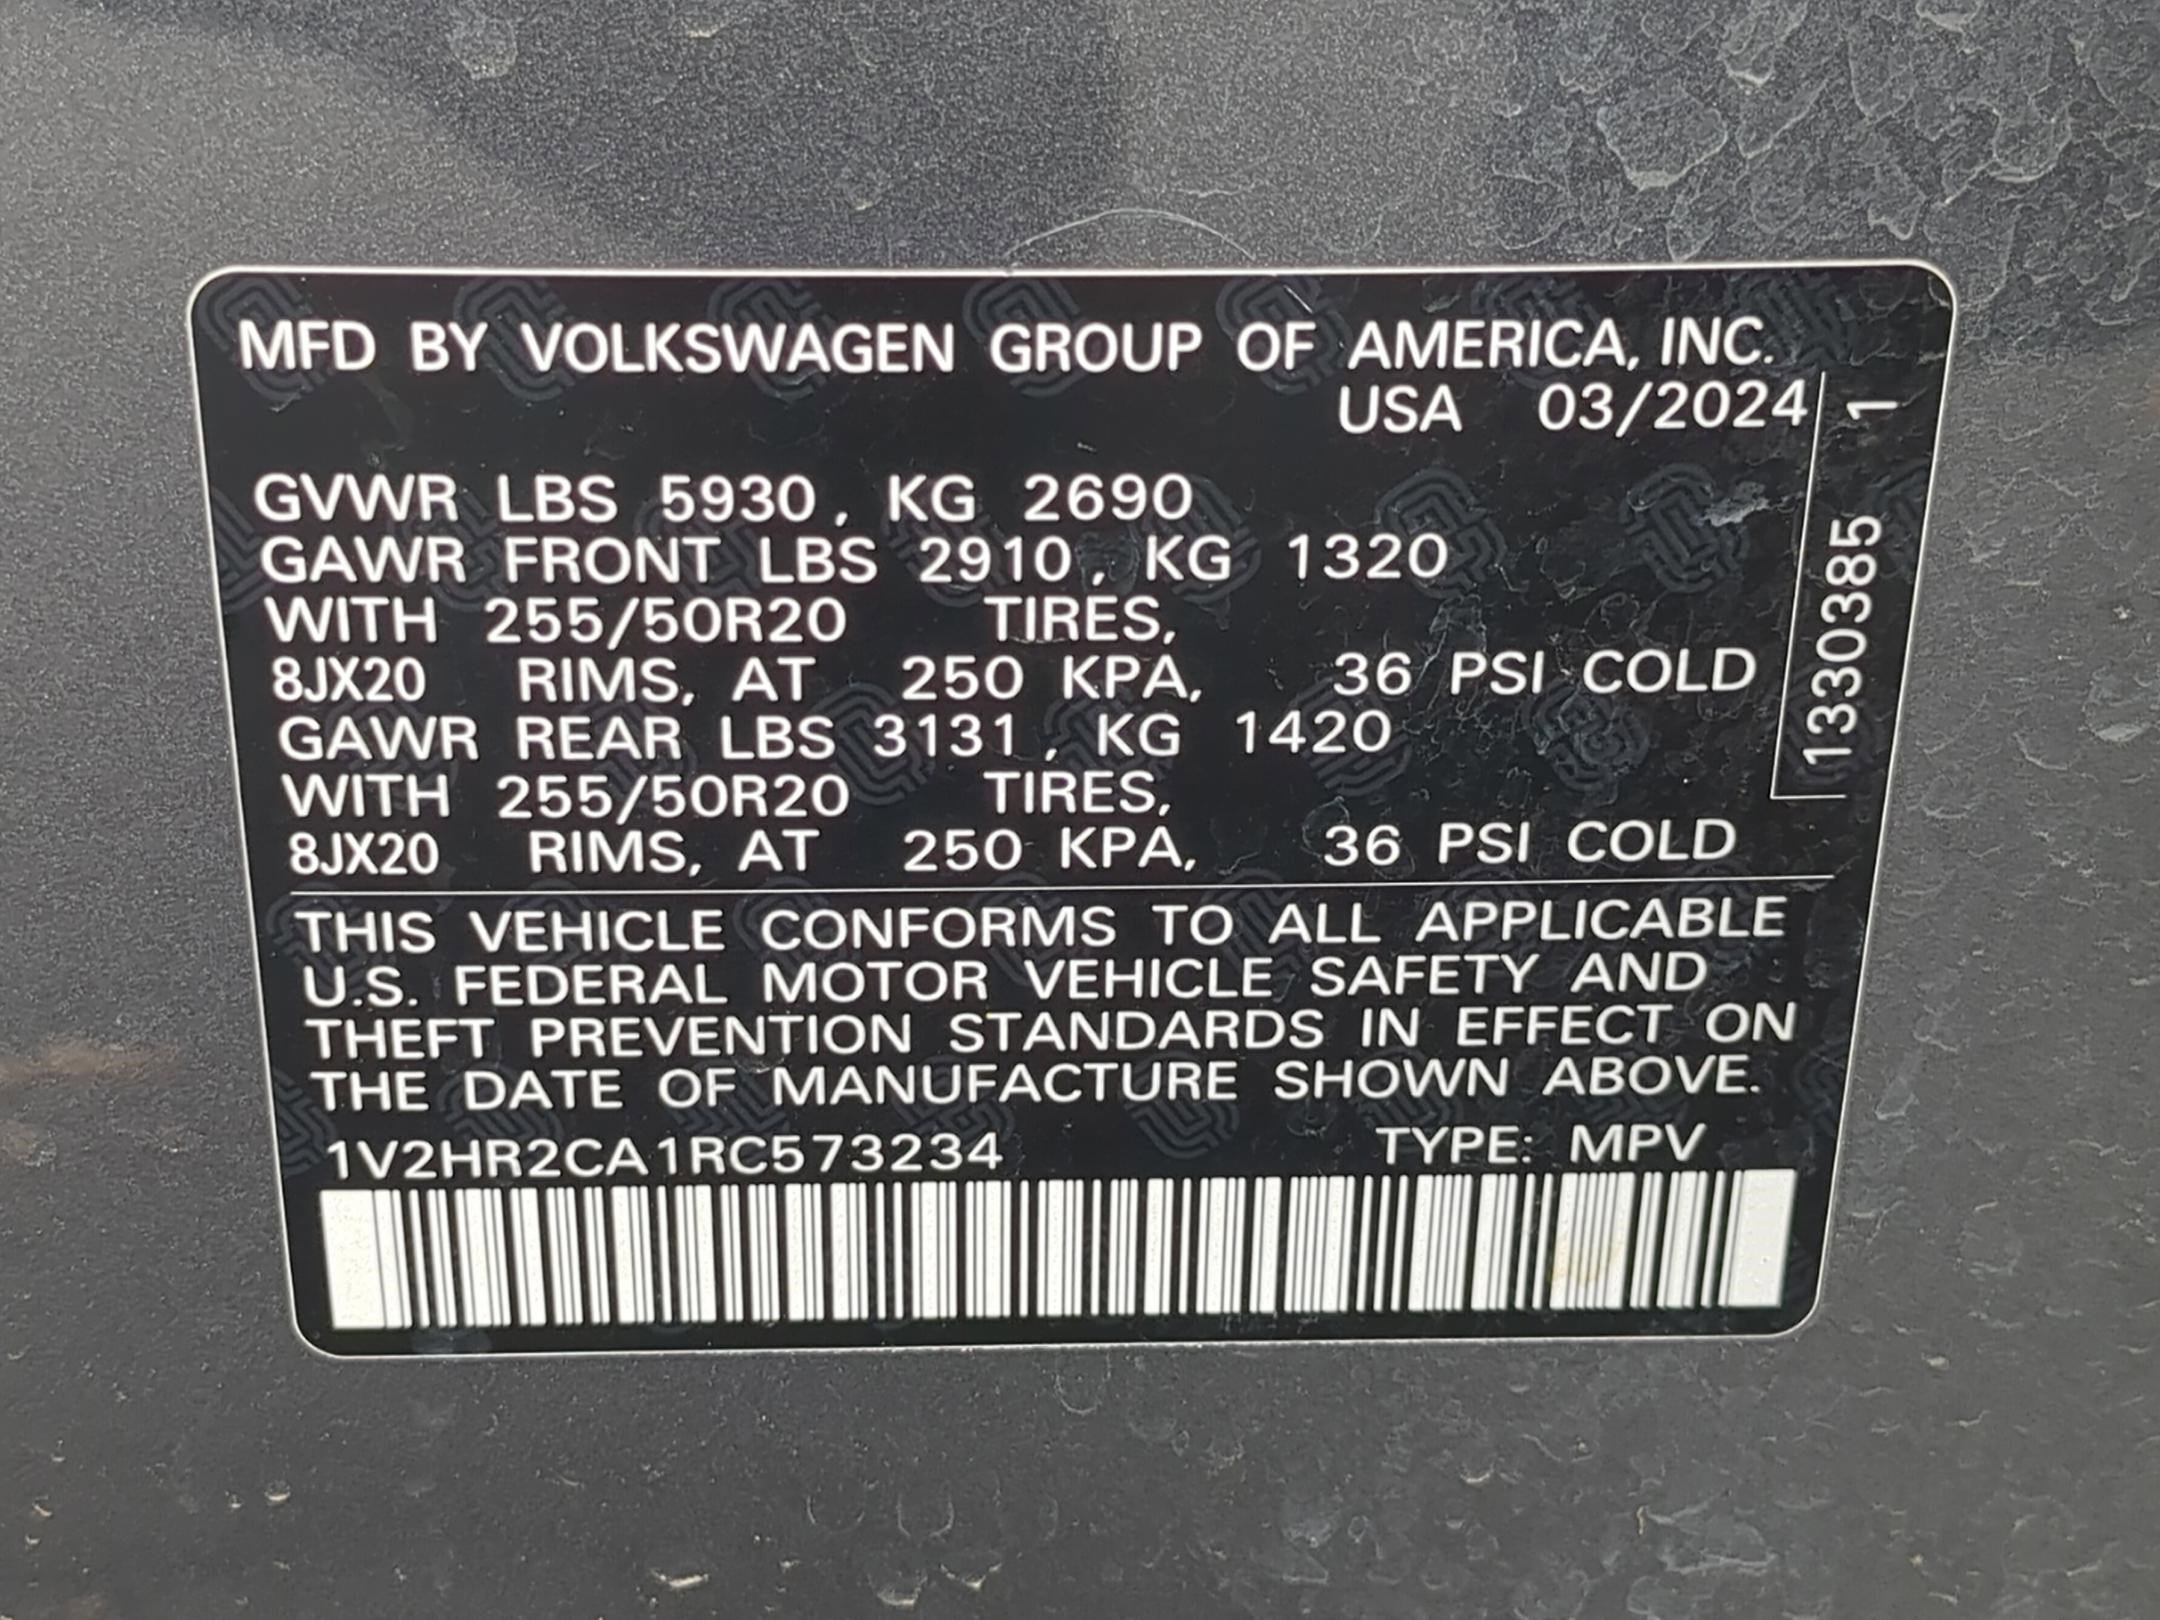 MFD BY VOLKSWAGEN GROUP OF AMERICA, INC.
USA 03/2024
GVWR LBS 5930, KG 2690
GAWR FRONT LBS 2910, KG 1320
WITH 255/50R20 TIRES,
8JX20 RIMS, AT 250 KPA, 36 PSI COLD
GAWR REAR LBS 3131, KG 1420
WITH 255/50R20 TIRES,
8JX20 RIMS, AT 250 KPA, 36 PSI COLD
1330385 1
THIS VEHICLE CONFORMS TO ALL APPLICABLE
U.S. FEDERAL MOTOR VEHICLE SAFETY AND
THEFT PREVENTION STANDARDS IN EFFECT ON
THE DATE OF MANUFACTURE SHOWN ABOVE.
1V2HR2CA1RC573234 TYPE: MPV